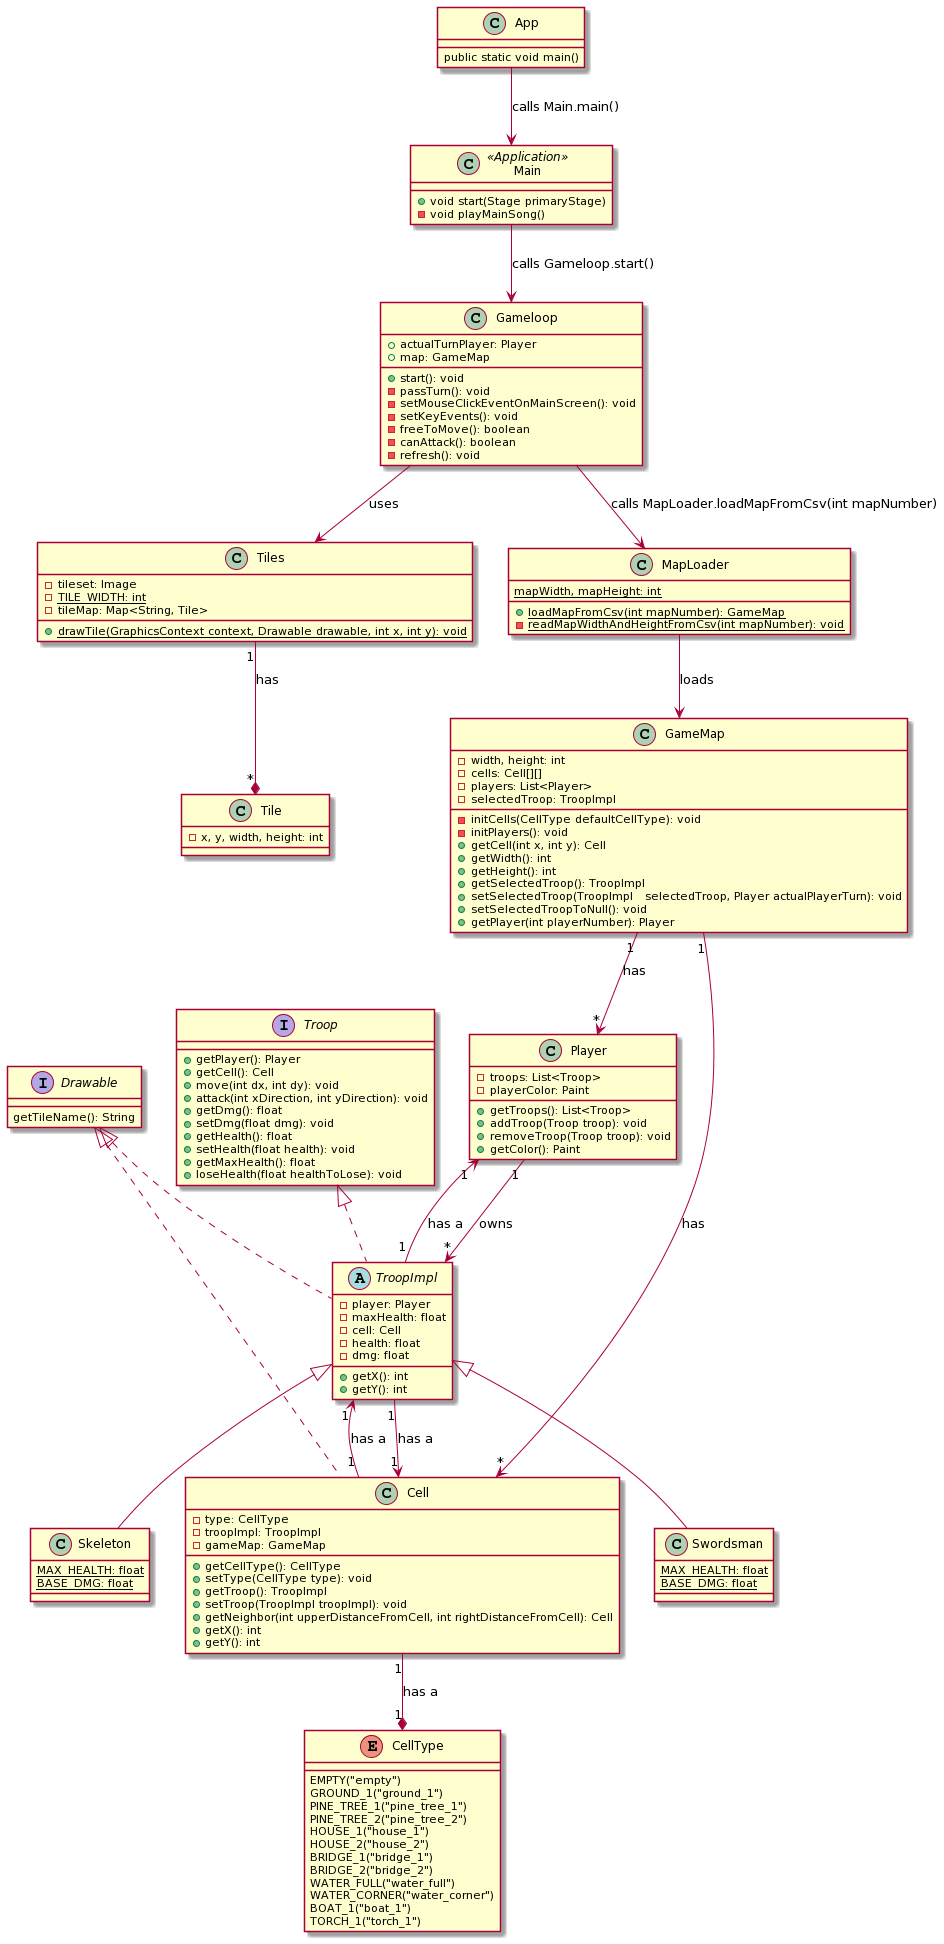 C App
public static void main()
calls Main.main()
C «Application»
Main
void start(Stage primaryStage)
void playMainSong()
calls Gameloop.start()
C Gameloop
actualTurnPlayer: Player
map: GameMap
start(): void
passTurn(): void
setMouseClickEventOnMainScreen(): void
setKeyEvents(): void
freeToMove(): boolean
canAttack(): boolean
refresh(): void
uses
calls MapLoader.loadMapFromCsv(int mapNumber)
C Tiles
tileset: Image
TILE_WIDTH: int
tileMap: Map<String, Tile>
drawTile(GraphicsContext context, Drawable drawable, int x, int y): void
C MapLoader
mapWidth, mapHeight: int
loadMapFromCsv(int mapNumber): GameMap
readMapWidthAndHeightFromCsv(int mapNumber): void
1
has
*
loads
C Tile
x, y, width, height: int
C GameMap
width, height: int
cells: Cell[][]
players: List<Player>
selectedTroop: TroopImpl
initCells(CellType defaultCellType): void
initPlayers(): void
getCell(int x, int y): Cell
getWidth(): int
getHeight(): int
getSelectedTroop(): TroopImpl
setSelectedTroop(TroopImpl selectedTroop, Player actualPlayerTurn): void
setSelectedTroopToNull(): void
getPlayer(int playerNumber): Player
1
has
*
1
has
*
I Drawable
getTileName(): String
I Troop
getPlayer(): Player
getCell(): Cell
move(int dx, int dy): void
attack(int xDirection, int yDirection): void
getDmg(): float
setDmg(float dmg): void
getHealth(): float
setHealth(float health): void
getMaxHealth(): float
loseHealth(float healthToLose): void
C Player
troops: List<Troop>
playerColor: Paint
getTroops(): List<Troop>
addTroop(Troop troop): void
removeTroop(Troop troop): void
getColor(): Paint
1
has a
1
1
owns
*
A TroopImpl
player: Player
maxHealth: float
cell: Cell
health: float
dmg: float
getX(): int
getY(): int
1
has a
1
1
has a
1
C Skeleton
MAX_HEALTH: float
BASE_DMG: float
C Cell
type: CellType
troopImpl: TroopImpl
gameMap: GameMap
getCellType(): CellType
setType(CellType type): void
getTroop(): TroopImpl
setTroop(TroopImpl troopImpl): void
getNeighbor(int upperDistanceFromCell, int rightDistanceFromCell): Cell
getX(): int
getY(): int
C Swordsman
MAX_HEALTH: float
BASE_DMG: float
1
has a
1
E CellType
EMPTY("empty")
GROUND_1("ground_1")
PINE_TREE_1("pine_tree_1")
PINE_TREE_2("pine_tree_2")
HOUSE_1("house_1")
HOUSE_2("house_2")
BRIDGE_1("bridge_1")
BRIDGE_2("bridge_2")
WATER_FULL("water_full")
WATER_CORNER("water_corner")
BOAT_1("boat_1")
TORCH_1("torch_1")